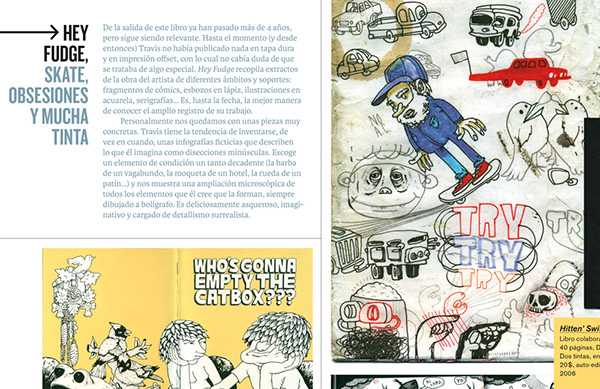 HEY
FUDGE,
SKATE,
OBSESIONES
Y MUCHA
TINTA
De la salida de este libro ya han pasado más de 4 años,
pero sigue siendo relevante. Hasta el momento (y desde
entonces) Travis no había publicado nada en tapa dura
y en impresión offset, con lo cual no cabía duda de que
se trataba de algo especial. Hey Fudge recopila extractos
de la obra del artista de diferentes ámbitos y soportes:
fragmentos de cómics, esbozos en lápiz, ilustraciones en
acuarela, serigrafías... Es, hasta la fecha, la mejor manera
de conocer el amplio registro de su trabajo.
Personalmente nos quedamos con unas piezas muy
concretas. Travis tiene la tendencia de inventarse, de
vez en cuando, unas infografías ficticias que describen
lo que él imagina como disecciones minúsculas. Escoge
un elemento de condición un tanto decadente (la barba
de un vagabundo, la moqueta de un hotel, la rueda de un
patín...) y nos muestra una ampliación microscópica de
todos los elementos que él cree que la forman, siempre
dibujado a bolígrafo. Es deliciosamente asqueroso, imagi-
nativo y cargado de detallismo surrealista.
WHO'S GONNA
EMPTY THE
CATBOX???
TRY
TRY
TRY
TRY
Hitten' Swi
Libro colabora
40 páginas, D
Dos tintas, en
20$, auto-edi
2006